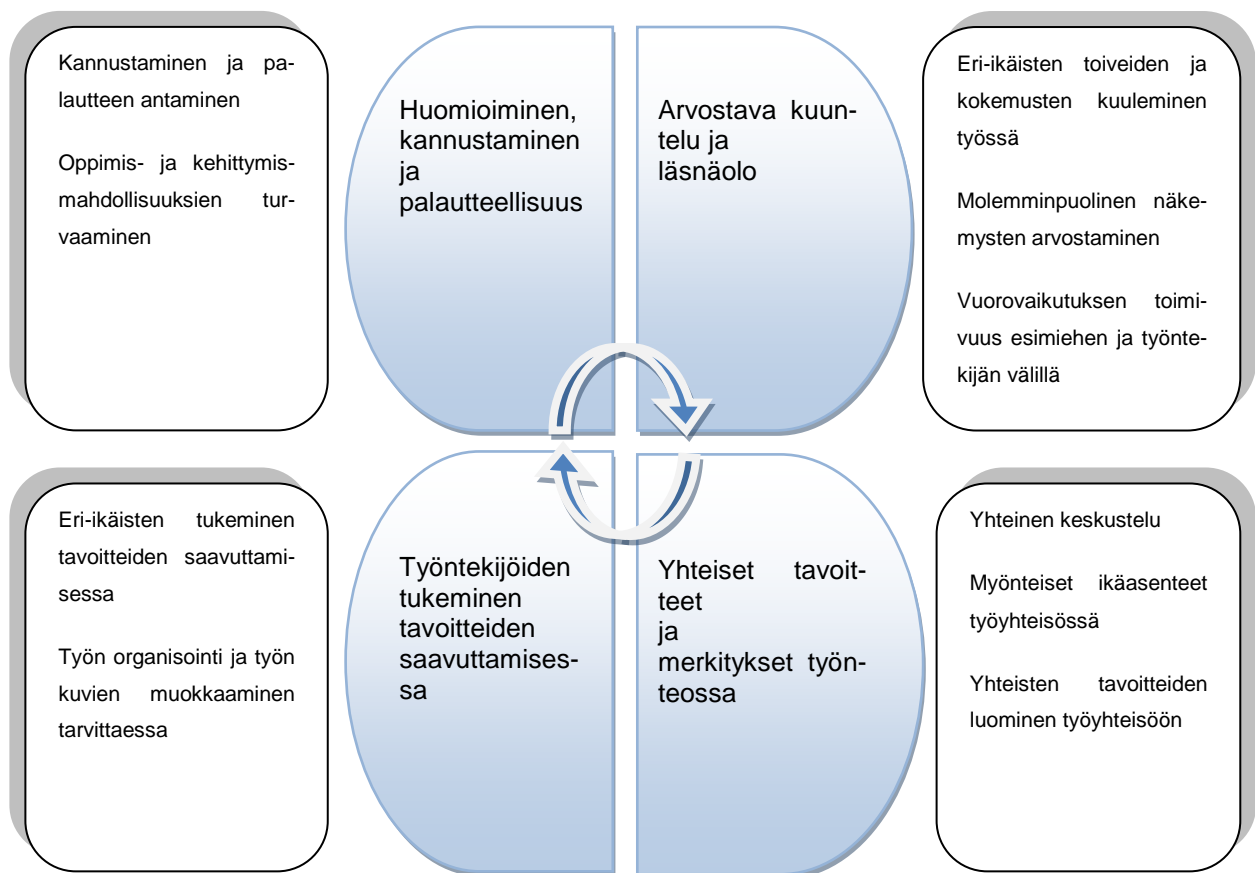 Kannustaminen ja pa-
lautteen antaminen
Oppimis- ja kehittymis-
mahdollisuuksien tur-
vaaminen
Huomioiminen,
kannustaminen
ja
palautteellisuus
Arvostava kuun-
telu ja
läsnäolo
Eri-ikäisten toiveiden ja
kokemusten kuuleminen
työssä
Molemminpuolinen näke-
mysten arvostaminen
Vuorovaikutuksen toimi-
vuus esimiehen ja työnte-
kijän välillä
Eri-ikäisten tukeminen
tavoitteiden saavuttami-
sessa
Työn organisointi ja työn
kuvien muokkaaminen
tarvittaessa
Työntekijöiden
tukeminen
tavoitteiden
saavuttamises-
sa
Yhteiset tavoit-
teet
ja
merkitykset työn-
teossa
Yhteinen keskustelu
Myönteiset ikäasenteet
työyhteisössä
Yhteisten tavoitteiden
luominen työyhteisöön